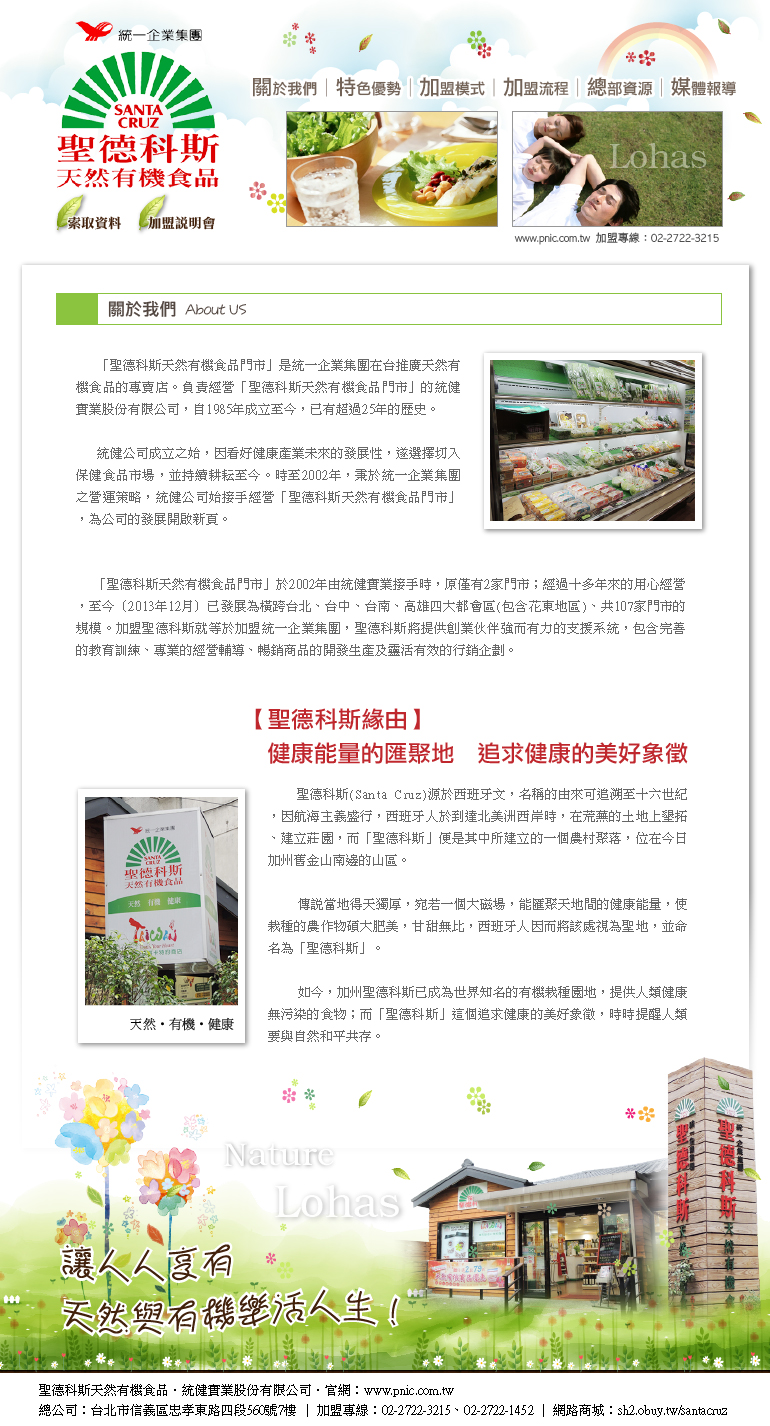 統一企業集團
SANTA
CRUZ
聖德科斯
天然有機食品
索取資料 加盟說明會
關於我們 | 特色優勢 | 加盟模式 | 加盟流程 | 總部資源 | 媒體報導
Lohas
www.pnic.com.tw 加盟專線：02-2722-3215
關於我們 About US
「聖德科斯天然有機食品門市」是統一企業集團在台推廣天然有
機食品的專賣店。負責經營「聖德科斯天然有機食品門市」的統健
實業股份有限公司，自1985年成立至今，已有超過25年的歷史。
統健公司成立之始，因看好健康產業未來的發展性，遂選擇切入
保健食品市場，並持續耕耘至今。時至2002年，秉於統一企業集團
之營運策略，統健公司始接手經營「聖德科斯天然有機食品門市」
，為公司的發展開啟新頁。
「聖德科斯天然有機食品門市」於2002年由統健實業接手時，原僅有2家門市；經過十多年來的用心經營
，至今〔2013年12月〕已發展為橫跨台北、台中、台南、高雄四大都會區(包含花東地區)、共107家門市的
規模。加盟聖德科斯就等於加盟統一企業集團，聖德科斯將提供創業伙伴強而有力的支援系統，包含完善
的教育訓練、專業的經營輔導、暢銷商品的開發生產及靈活有效的行銷企劃。
【聖德科斯緣由】
健康能量的匯聚地 追求健康的美好象徵
聖德科斯(Santa Cruz)源於西班牙文，名稱的由來可追溯至十六世紀
，因航海主義盛行，西班牙人於到達北美洲西岸時，在荒蕪的土地上墾拓
、建立莊園，而「聖德科斯」便是其中所建立的一個農村聚落，位在今日
加州舊金山南邊的山區。
傳說當地得天獨厚，宛若一個大磁場，能匯聚天地間的健康能量，使
栽種的農作物碩大肥美，甘甜無比，西班牙人因而將該處視為聖地，並命
名為「聖德科斯」。
如今，加州聖德科斯已成為世界知名的有機栽種園地，提供人類健康
無污染的食物；而「聖德科斯」這個追求健康的美好象徵，時時提醒人類
要與自然和平共存。
統一企業集團
SANTA
CRUZ
聖德科斯
天然有機食品
天然 有機 健康
天然・有機・健康
Nature
Lohas
統一企業集團
聖德科斯
天然有機
統一企業集團
聖德科斯
天然有機
讓人人享有
天然與有機樂活人生！
聖德科斯天然有機食品．統健實業股份有限公司．官網：www.pnic.com.tw
總公司：台北市信義區忠孝東路四段560號7樓 | 加盟專線：02-2722-3215、02-2722-1452 | 網路商城：sh2.obuy.tw/santacruz